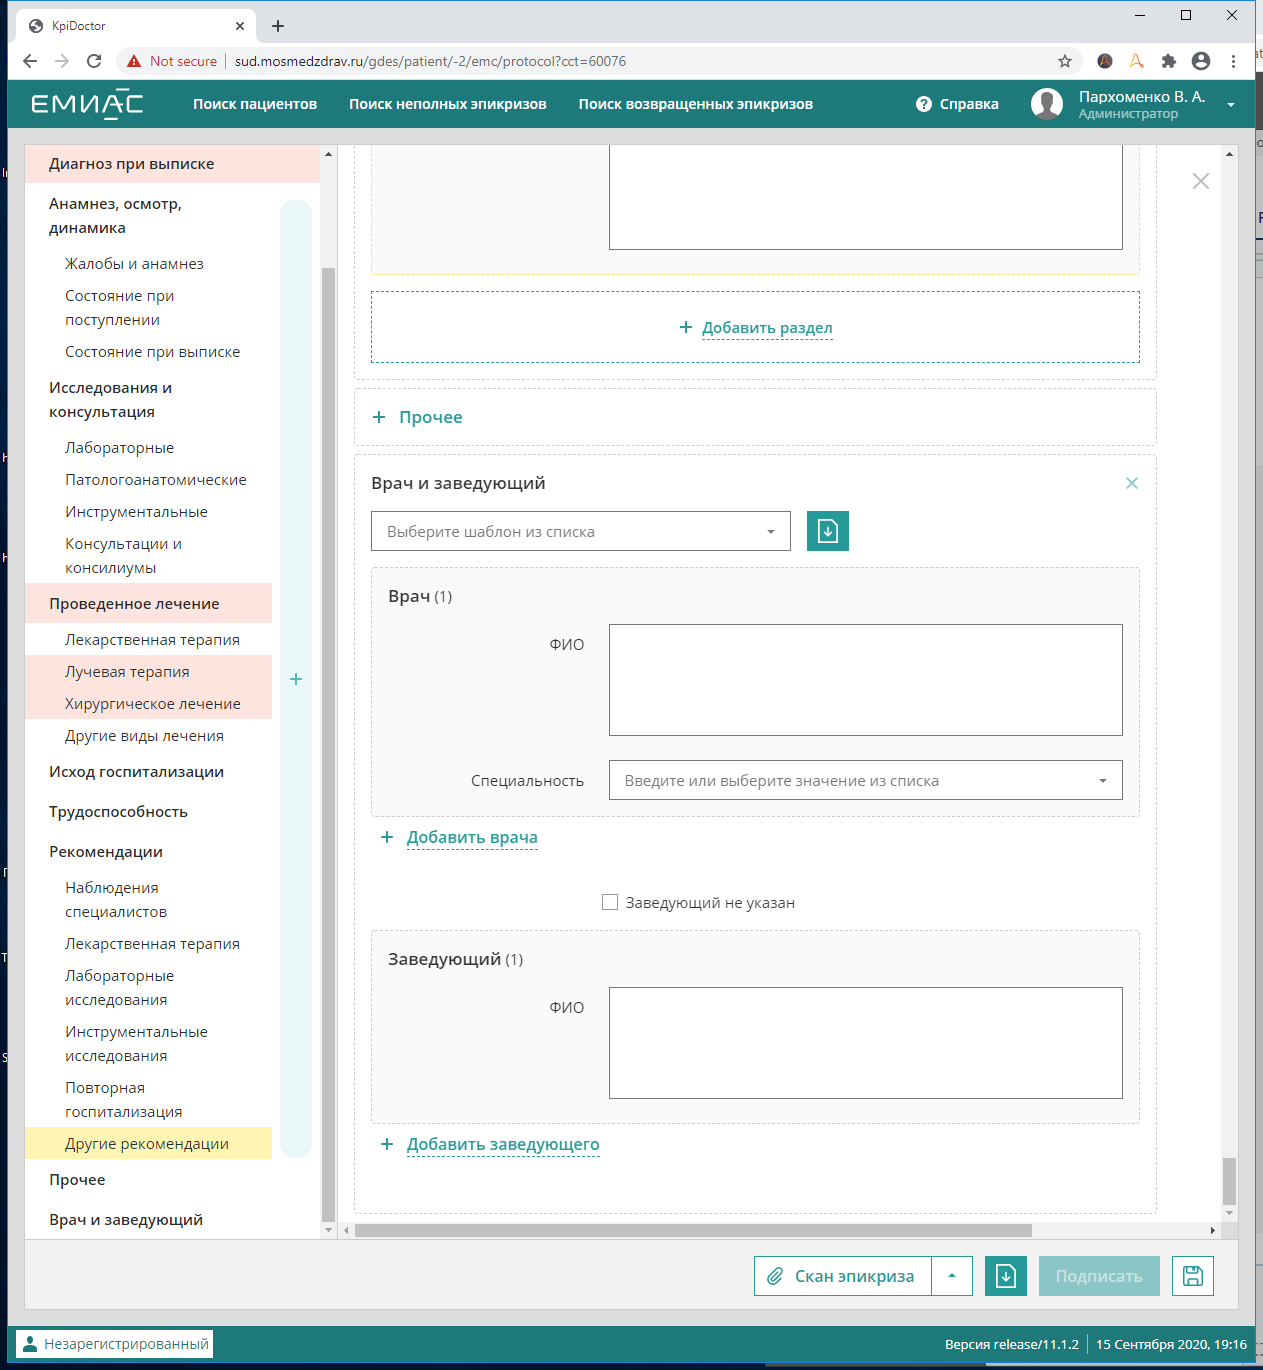 KpiDoctor
Not secure
sud.mosmedzdrav.ru/gdes/patient/-2/emc/protocol?cct=60076
ЕМИАС
Поиск пациентов
Поиск неполных эпикризов
Поиск возвращенных эпикризов
Справка
Пархоменко В. А.
Администратор
Диагноз при выписке
Анамнез, осмотр,
динамика
Жалобы и анамнез
Состояние при
поступлении
Состояние при выписке
Исследования и
консультация
Лабораторные
Патологоанатомические
Инструментальные
Консультации и
консилиумы
Проведенное лечение
Лекарственная терапия
Лучевая терапия
Хирургическое лечение
Другие виды лечения
Исход госпитализации
Трудоспособность
Рекомендации
Наблюдения
специалистов
Лекарственная терапия
Лабораторные
исследования
Инструментальные
исследования
Повторная
госпитализация
Другие рекомендации
Прочее
Врач и заведующий
+
+ Добавить раздел
+ Прочее
Врач и заведующий
Выберите шаблон из списка
Врач (1)
ФИО
Специальность
Введите или выберите значение из списка
+ Добавить врача
Заведующий не указан
Заведующий (1)
ФИО
+ Добавить заведующего
Скан эпикриза
Подписать
Незарегистрированный
Версия release/11.1.2
15 Сентября 2020, 19:16